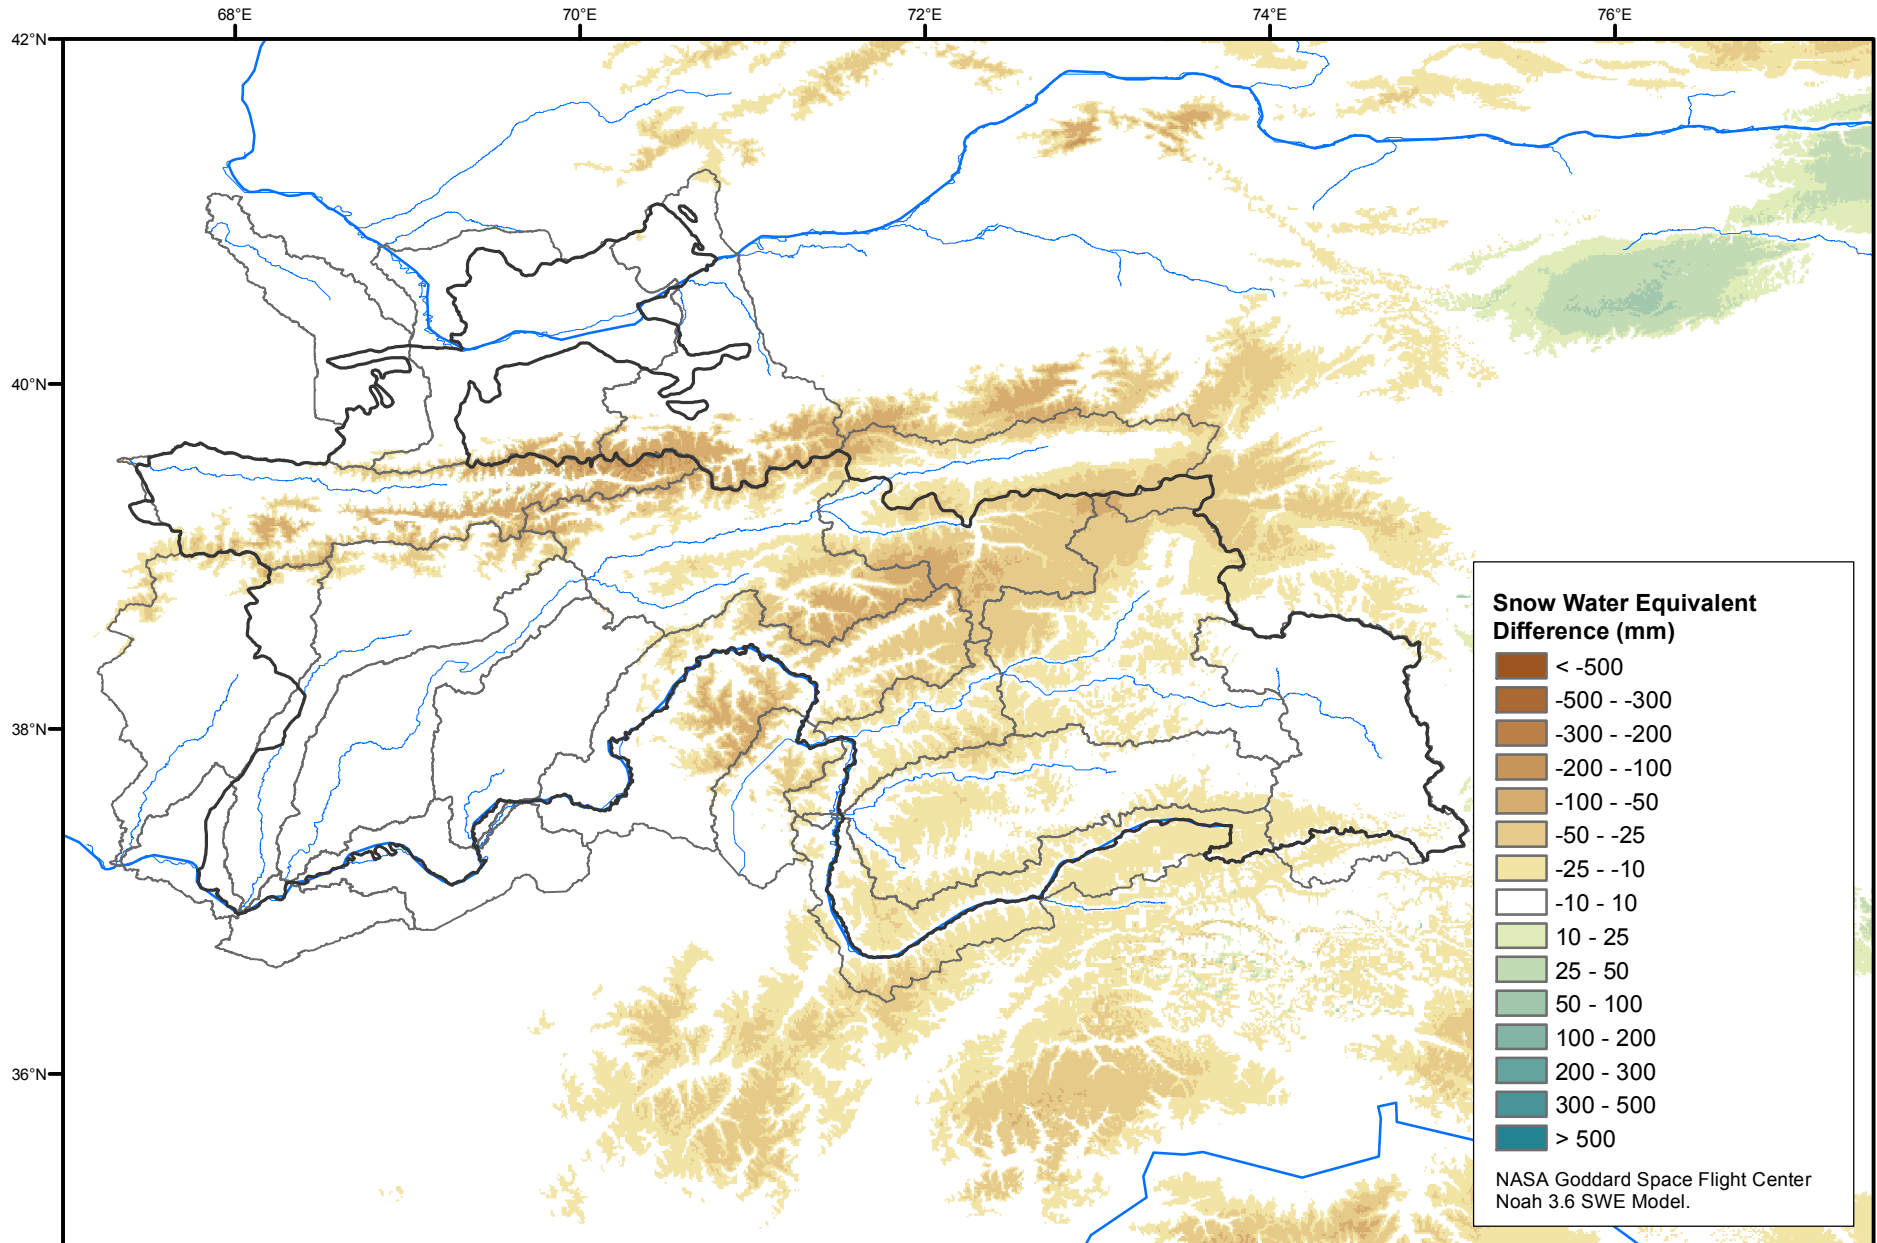 68°E
70°E
72°E
74°E
76°E
42°N
40°N
38°N
36°N
Snow Water Equivalent
Difference (mm)
< -500
-500 - -300
-300 - -200
-200 - -100
-100 - -50
-50 - -25
-25 - -10
-10 - 10
10 - 25
25 - 50
50 - 100
100 - 200
200 - 300
300 - 500
> 500
NASA Goddard Space Flight Center
Noah 3.6 SWE Model.